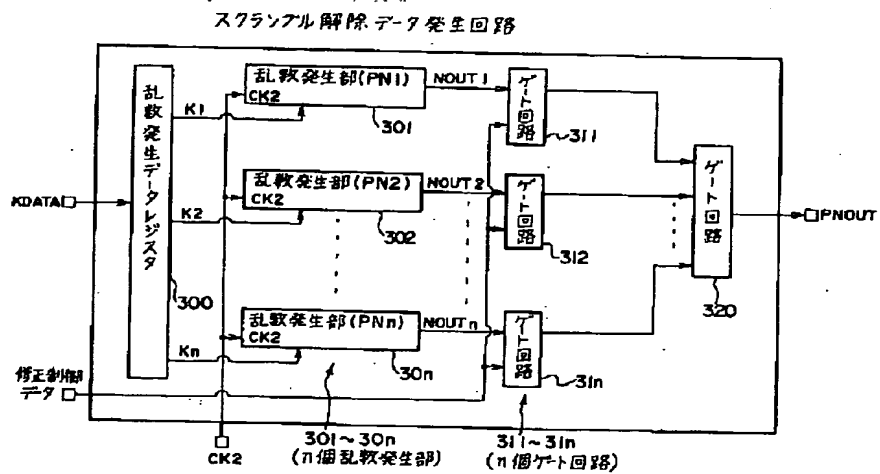 スクランブル解除データ発生回路
乱数発生データレジスタ
300
KDATA
K1
K2
Kn
乱数発生部(PN1)
CK2
301
NOUT1
乱数発生部(PN2)
CK2
302
NOUT2
乱数発生部(PNn)
CK2
30n
NOUTn
ゲート回路
311
ゲート回路
312
ゲート回路
31n
ゲート回路
320
PNOUT
修正制御
データ
CK2
301~30n
(n個乱数発生部)
311~31n
(n個ゲート回路)